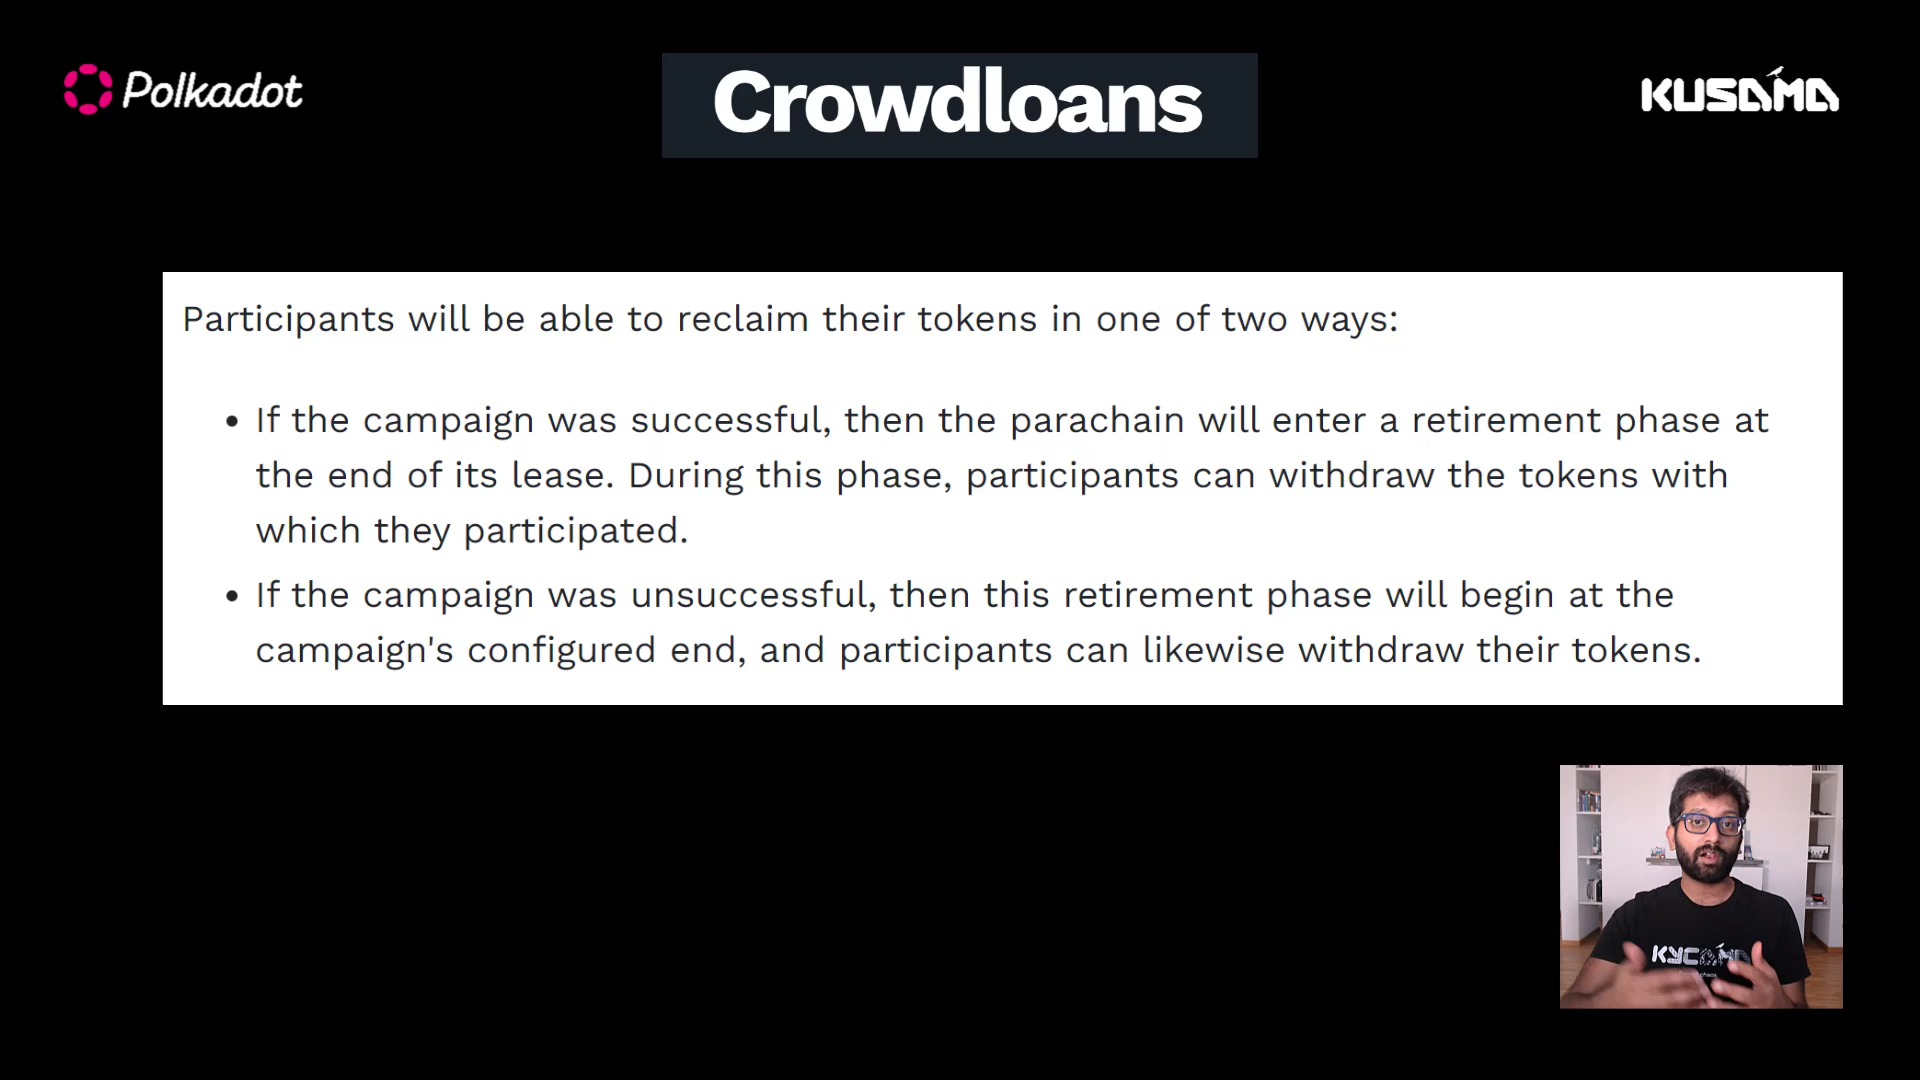 Polkadot
Crowdloans
KUSAMA
Participants will be able to reclaim their tokens in one of two ways:
• If the campaign was successful, then the parachain will enter a retirement phase at
the end of its lease. During this phase, participants can withdraw the tokens with
which they participated.
• If the campaign was unsuccessful, then this retirement phase will begin at the
campaign's configured end, and participants can likewise withdraw their tokens.